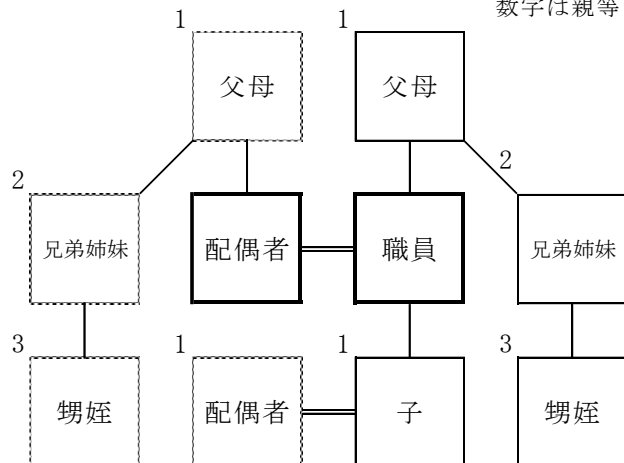 数字は親等
1 1
父母 父母
2 2
兄弟姉妹 配偶者 職員 兄弟姉妹
3 1 1 3
甥姪 配偶者 子 甥姪